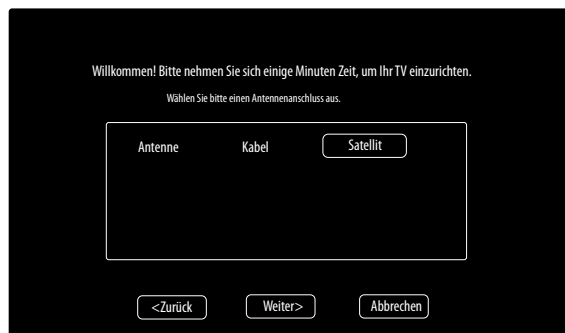 Willkommen! Bitte nehmen Sie sich einige Minuten Zeit, um Ihr TV einzurichten.
Wählen Sie bitte einen Antennenanschluss aus.
Antenne Kabel Satellit
<Zurück Weiter> Abbrechen